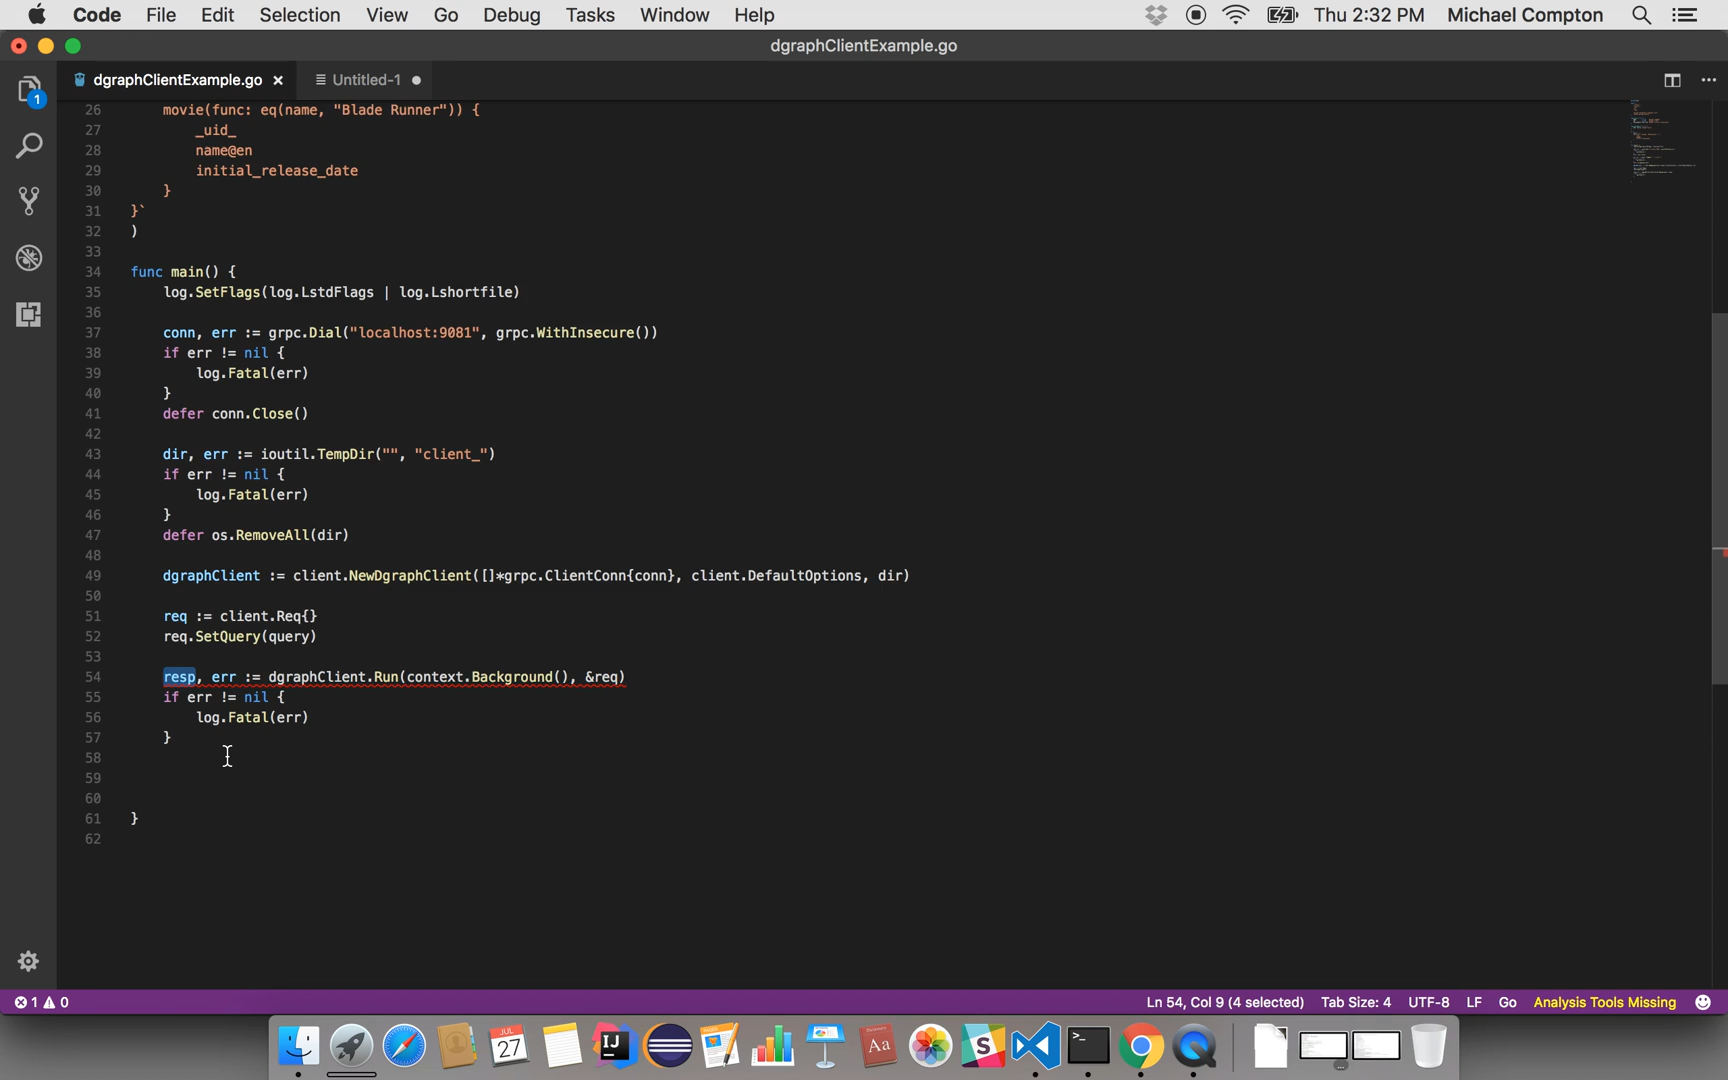 Code File Edit Selection View Go Debug Tasks Window Help Thu 2:32 PM Michael Compton
dgraphClientExample.go
dgraphClientExample.go × Untitled-1
1
26 movie(func: eq(name, "Blade Runner")) {
27 _uid_
28 name@en
29 initial_release_date
30 }
31 }`
32 )
33
34 func main() {
35 log.SetFlags(log.LstdFlags | log.Lshortfile)
36
37 conn, err := grpc.Dial("localhost:9081", grpc.WithInsecure())
38 if err != nil {
39 log.Fatal(err)
40 }
41 defer conn.Close()
42
43 dir, err := ioutil.TempDir("", "client_")
44 if err != nil {
45 log.Fatal(err)
46 }
47 defer os.RemoveAll(dir)
48
49 dgraphClient := client.NewDgraphClient([]*grpc.ClientConn{conn}, client.DefaultOptions, dir)
50
51 req := client.Req{}
52 req.SetQuery(query)
53
54 resp, err := dgraphClient.Run(context.Background(), &req)
55 if err != nil {
56 log.Fatal(err)
57 }
58
59
60
61 }
62
1 0 Ln 54, Col 9 (4 selected) Tab Size: 4 UTF-8 LF Go Analysis Tools Missing
JUL
27
IJ
Aa
S
>_